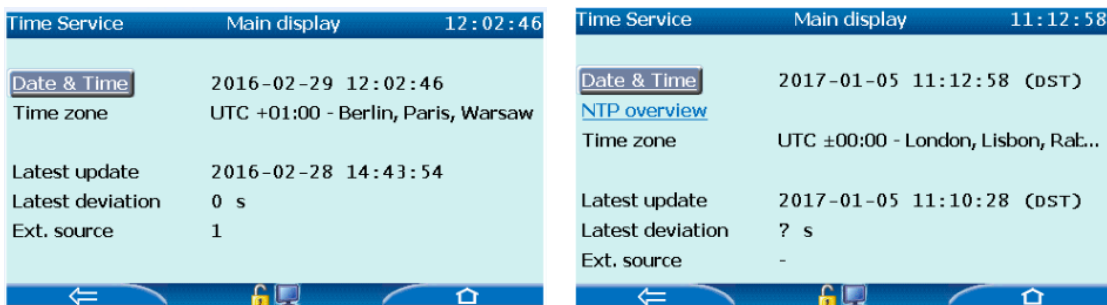 Time Service Main display 12:02:46
Date & Time 2016-02-29 12:02:46
Time zone UTC +01:00 - Berlin, Paris, Warsaw
Latest update 2016-02-28 14:43:54
Latest deviation 0 s
Ext. source 1
Time Service Main display 11:12:58
Date & Time 2017-01-05 11:12:58 (DST)
NTP overview
Time zone UTC ±00:00 - London, Lisbon, Rab...
Latest update 2017-01-05 11:10:28 (DST)
Latest deviation ? s
Ext. source -